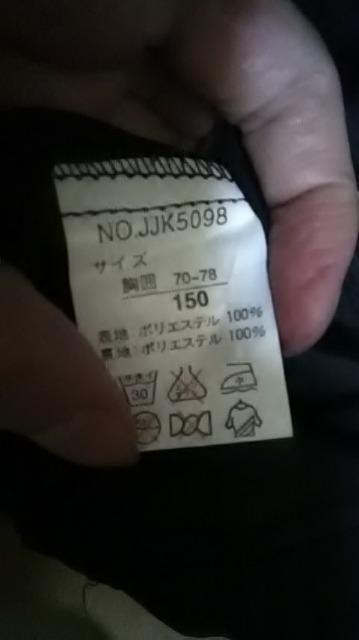 NO.JJK5098
サイズ
胸囲 70-78
150
表地:ポリエステル 100%
裏地:ポリエステル 100%
30
中